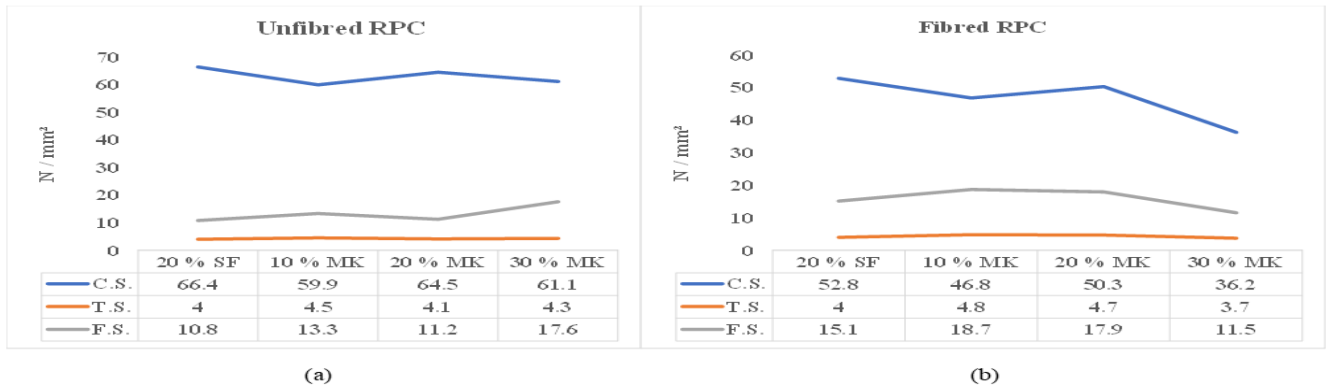 Unfibred RPC
N / mm²
70
60
50
40
30
20
10
0
20 % SF 10 % MK 20 % MK 30 % MK
C.S. 66.4 59.9 64.5 61.1
T.S. 4 4.5 4.1 4.3
F.S. 10.8 13.3 11.2 17.6
(a)
Fibred RPC
N / mm²
60
50
40
30
20
10
0
20 % SF 10 % MK 20 % MK 30 % MK
C.S. 52.8 46.8 50.3 36.2
T.S. 4 4.8 4.7 3.7
F.S. 15.1 18.7 17.9 11.5
(b)